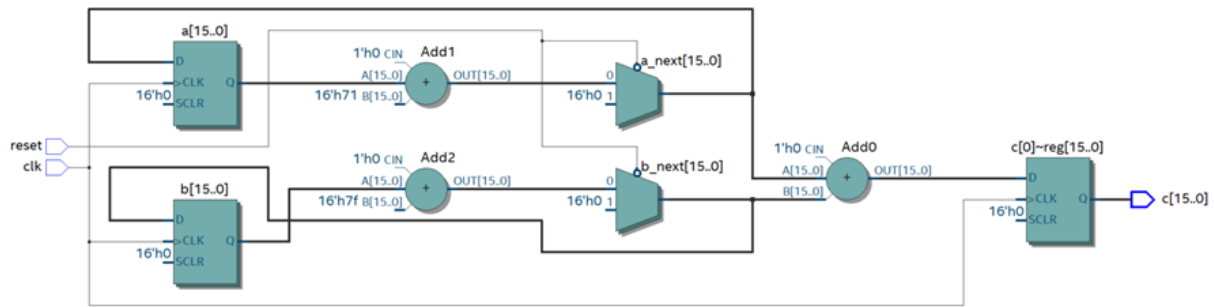 a[15..0]
D
CLK
Q
16'h0
SCLR
1'h0 CIN
Add1
A[15..0]
OUT[15..0]
+
16'h71 B[15..0]
a_next[15..0]
0
16'h0 1
reset
clk
b[15..0]
D
>CLK
Q
16'h0
SCLR
1'h0 CIN
Add2
A[15..0]
OUT[15..0]
+
16'h7f B[15..0]
b_next[15..0]
0
16'h0 1
1'h0 CIN
Add0
A[15..0]
OUT[15..0]
+
B[15..0]
c[0]~reg[15..0]
D
>CLK
Q
16'h0
SCLR
c[15..0]